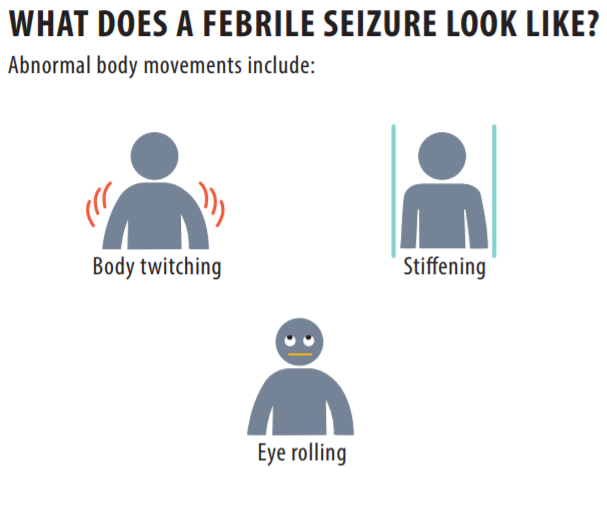 WHAT DOES A FEBRILE SEIZURE LOOK LIKE?
Abnormal body movements include:
Body twitching
Stiffening
Eye rolling